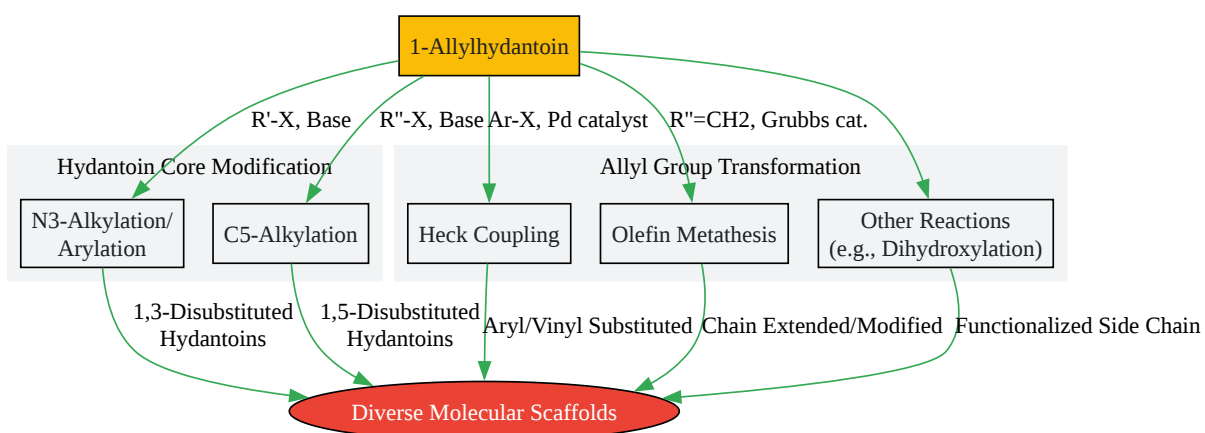 1-Allylhydantoin
R'-X, Base
R''-X, Base
Ar-X, Pd catalyst
R''=CH2, Grubbs cat.
Hydantoin Core Modification
Allyl Group Transformation
N3-Alkylation/
Arylation
C5-Alkylation
Heck Coupling
Olefin Metathesis
Other Reactions
(e.g., Dihydroxylation)
1,3-Disubstituted
Hydantoins
1,5-Disubstituted
Hydantoins
Aryl/Vinyl Substituted
Chain Extended/Modified
Functionalized Side Chain
Diverse Molecular Scaffolds